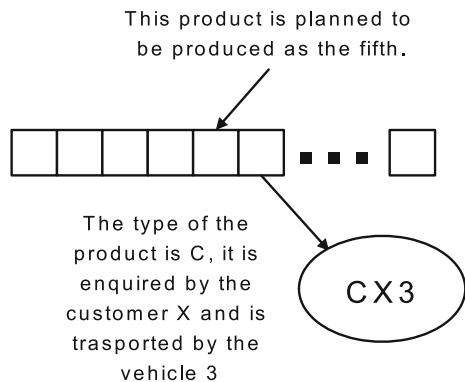 This product is planned to
be produced as the fifth.
The type of the
product is C, it is
enquired by the
customer X and is
trasported by the
vehicle 3
CX3